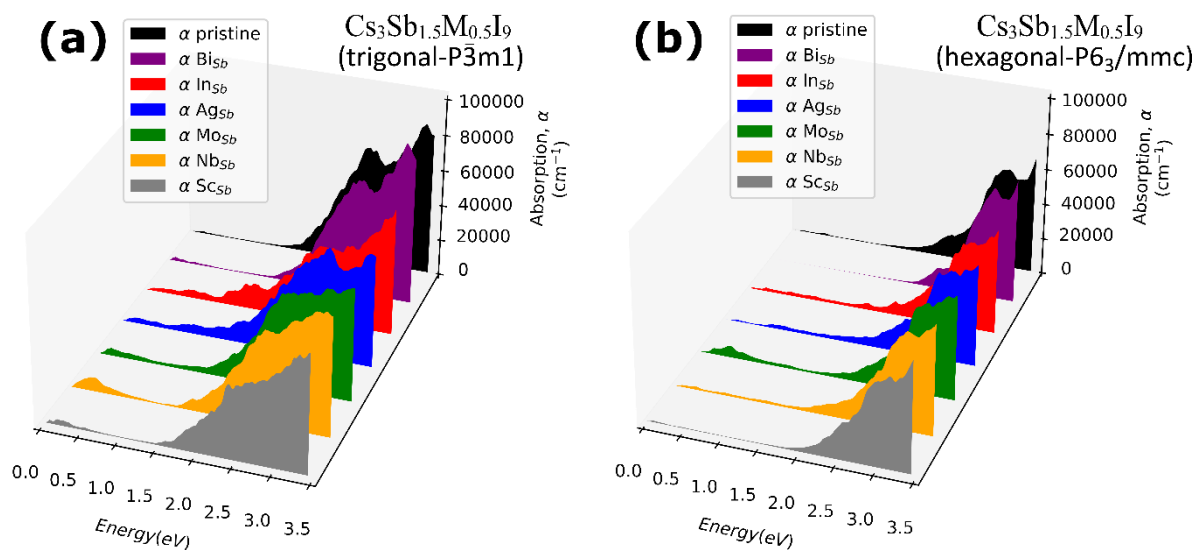 (a)
α pristine
α Bi_Sb
α In_Sb
α Ag_Sb
α Mo_Sb
α Nb_Sb
α Sc_Sb
Cs₃Sb₁.₅M₀.₅I₉
(trigonal-P3̄m1)
100000
80000
60000
40000
20000
0
Absorption, α
(cm⁻¹)
0.0
0.5
1.0
1.5
2.0
2.5
3.0
3.5
Energy(eV)
(b)
α pristine
α Bi_Sb
α In_Sb
α Ag_Sb
α Mo_Sb
α Nb_Sb
α Sc_Sb
Cs₃Sb₁.₅M₀.₅I₉
(hexagonal-P6₃/mmc)
100000
80000
60000
40000
20000
0
Absorption, α
(cm⁻¹)
0.0
0.5
1.0
1.5
2.0
2.5
3.0
3.5
Energy(eV)